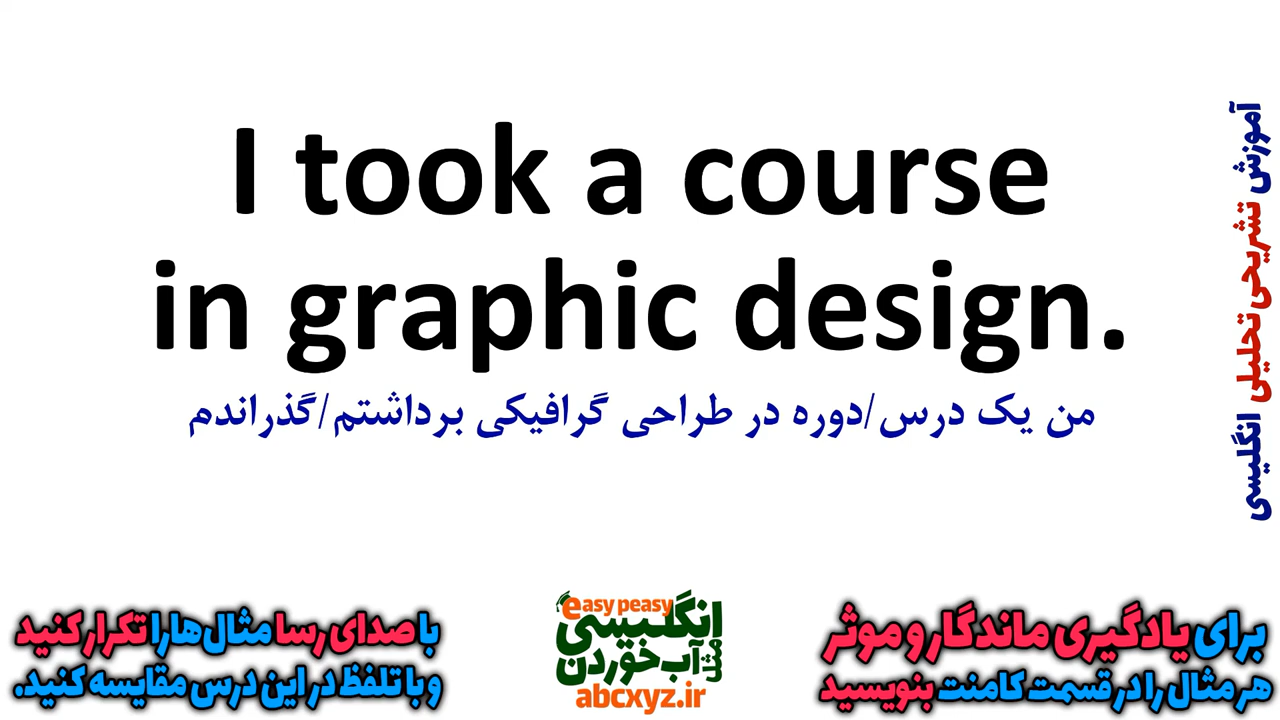 I took a course
in graphic design.
من یک درس/دوره در طراحی گرافیکی برداشتم/گذراندم
آموزش تشریحی تحلیلی انگلیسی
برای یادگیری ماندگار و موثر
هر مثال را در قسمت کامنت بنویسید
easy peasy
انگلیسی
مثل
آب خوردن
abcxyz.ir
با صدای رسا مثال‌ها را تکرار کنید
و با تلفظ در این درس مقایسه کنید.